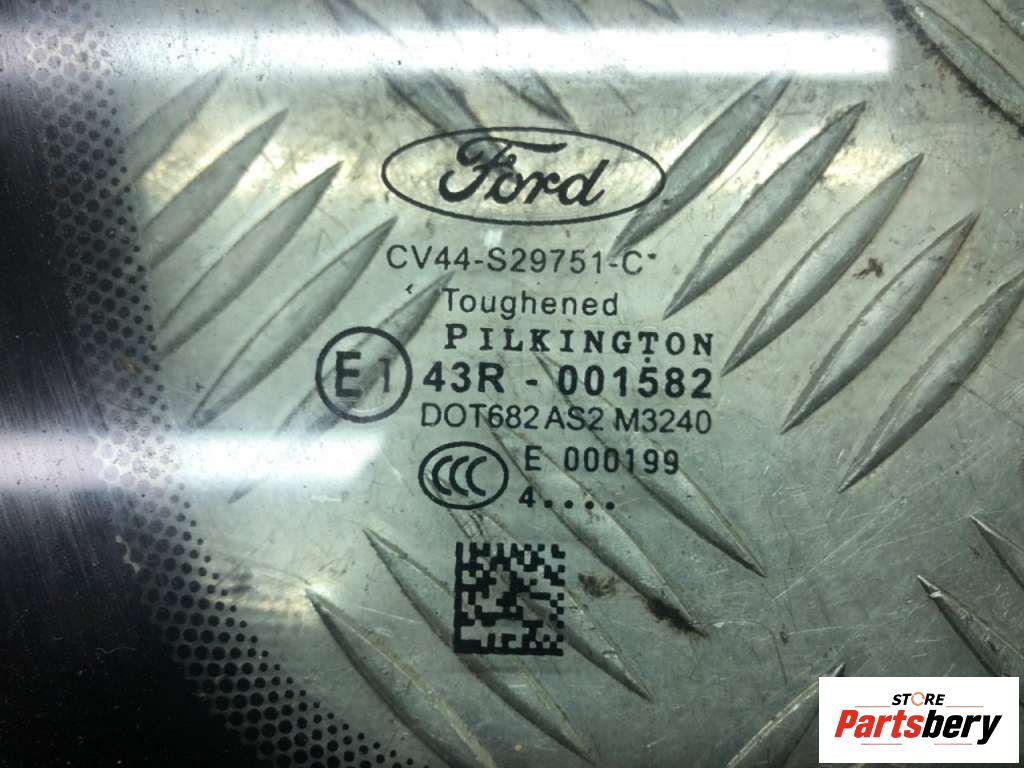 Ford
CV44-S29751-C*
Toughened
PILKINGTON
E1 43R - 001582
DOT682 AS2 M3240
CCC E 000199
4....
STORE
Partsbery